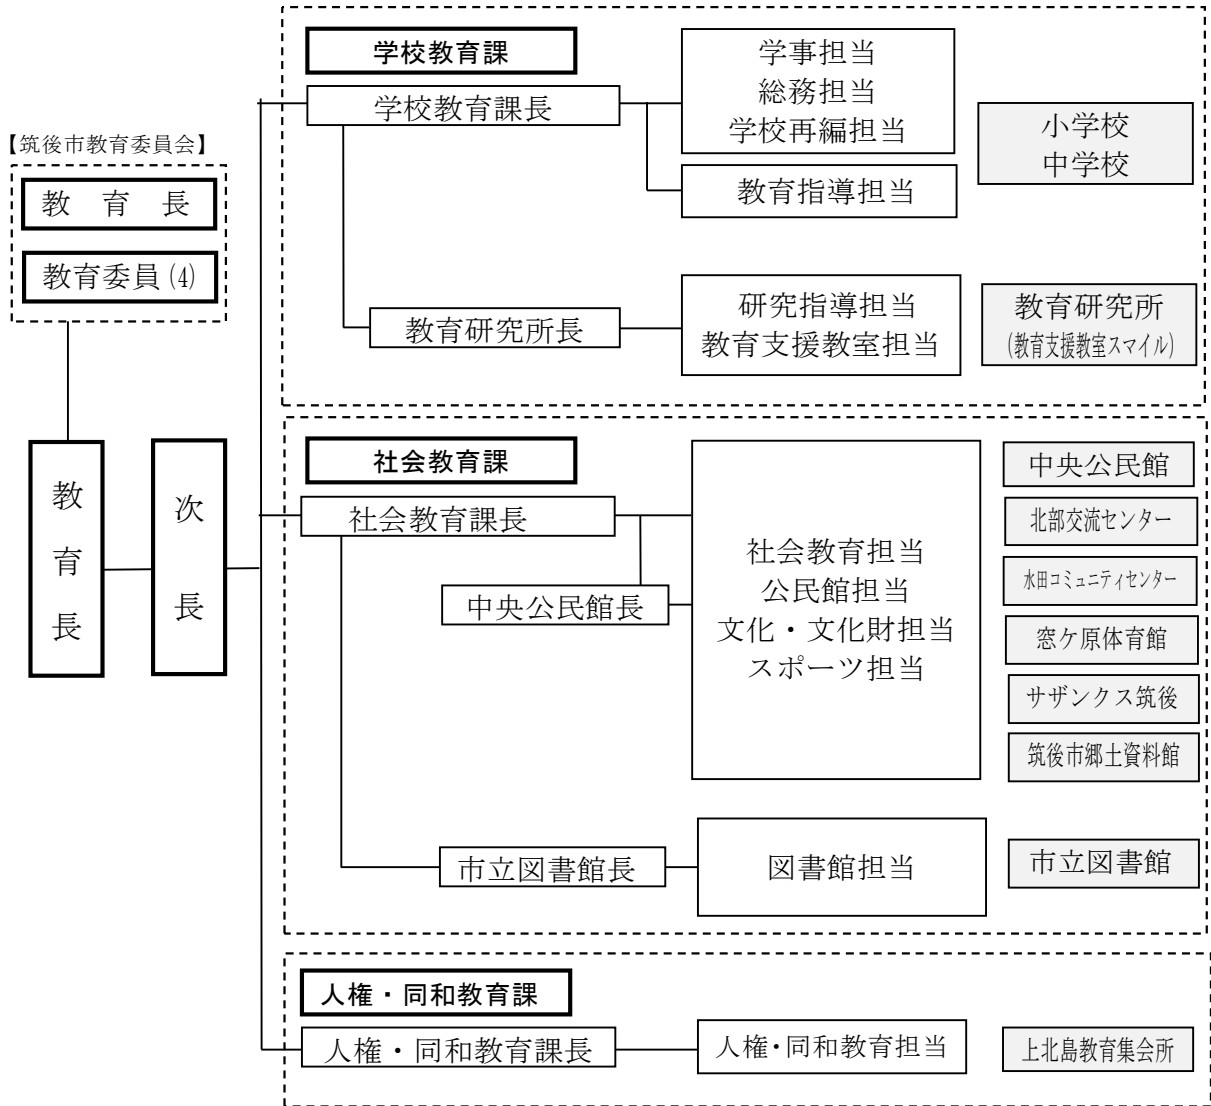 【筑後市教育委員会】
教 育 長
教育委員(4)
教育長
次長
学校教育課
学校教育課長
学事担当
総務担当
学校再編担当
教育指導担当
小学校
中学校
教育研究所長
研究指導担当
教育支援教室担当
教育研究所
(教育支援教室スマイル)
社会教育課
社会教育課長
中央公民館長
社会教育担当
公民館担当
文化・文化財担当
スポーツ担当
中央公民館
北部交流センター
水田コミュニティセンター
窓ケ原体育館
サザンクス筑後
筑後市郷土資料館
市立図書館長
図書館担当
市立図書館
人権・同和教育課
人権・同和教育課長
人権・同和教育担当
上北島教育集会所